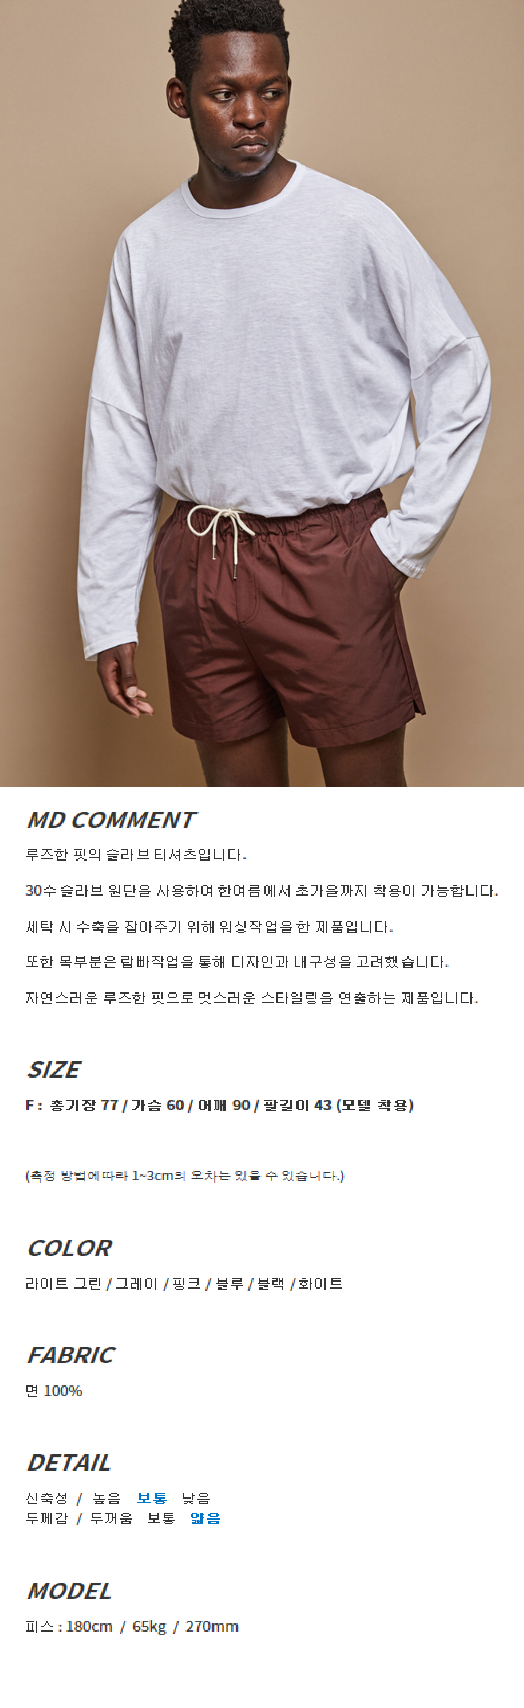 MD COMMENT
루즈한 핏의 슬라브 티셔츠입니다.
30수 슬라브 원단을 사용하여 한여름에서 초가을까지 착용이 가능합니다.
세탁 시 수축을 잡아주기 위해 워싱작업을 한 제품입니다.
또한 목부분은 랍빠작업을 통해 디자인과 내구성을 고려했습니다.
자연스러운 루즈한 핏으로 멋스러운 스타일링을 연출하는 제품입니다.
SIZE
F : 총기장 77 / 가슴 60 / 어깨 90 / 팔길이 43 (모델 착용)
(측정 방법에 따라 1~3cm의 오차는 있을 수 있습니다.)
COLOR
라이트 그린 / 그레이 / 핑크 / 블루 / 블랙 / 화이트
FABRIC
면 100%
DETAIL
신축성 / 높음 보통 낮음
두께감 / 두꺼움 보통 얇음
MODEL
피스 : 180cm / 65kg / 270mm